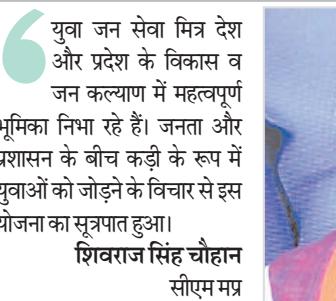 युवा जन सेवा मित्र देश
और प्रदेश के विकास व
जन कल्याण में महत्वपूर्ण
भूमिका निभा रहे हैं। जनता और
प्रशासन के बीच कड़ी के रूप में
युवाओं को जोड़ने के विचार से इस
योजना का सूत्रपात हुआ।
शिवराज सिंह चौहान
सीएम मप्र